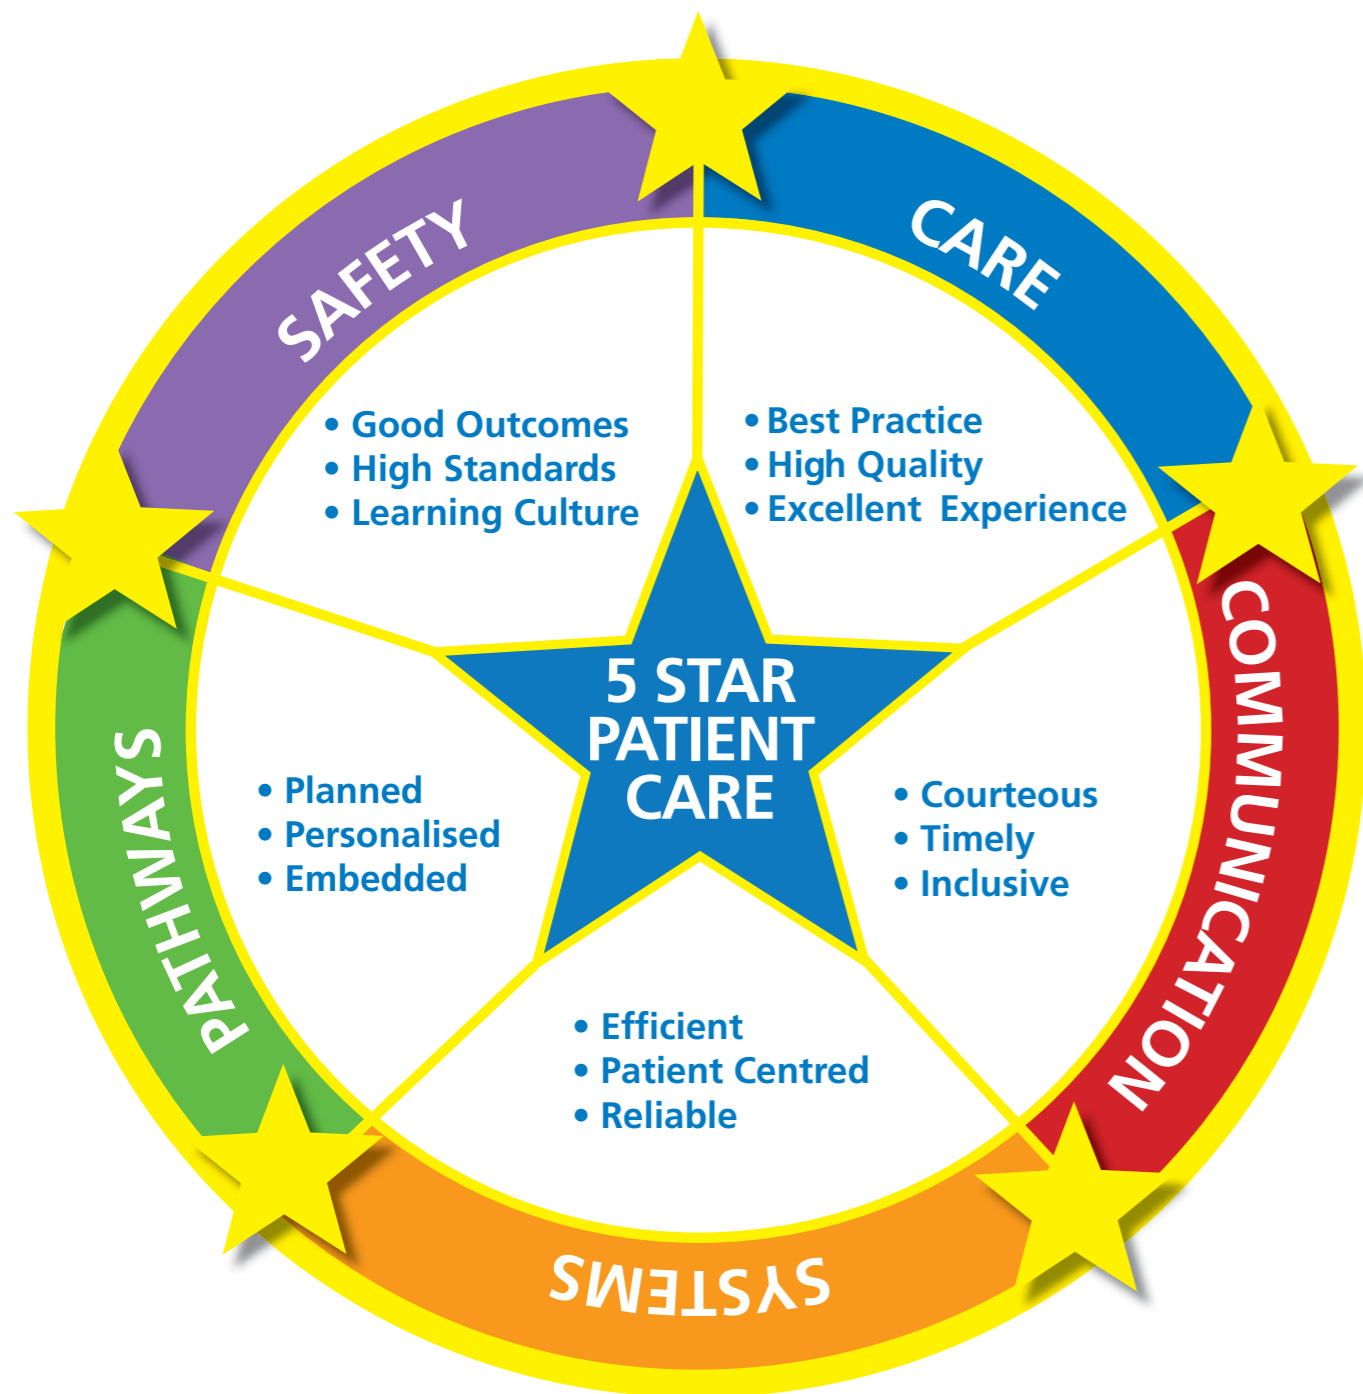 SAFETY
CARE
• Good Outcomes
• High Standards
• Learning Culture
• Best Practice
• High Quality
• Excellent Experience
5 STAR
PATIENT
CARE
PATHWAYS
• Planned
• Personalised
• Embedded
• Courteous
• Timely
• Inclusive
COMMUNICATION
• Efficient
• Patient Centred
• Reliable
SYSTEMS